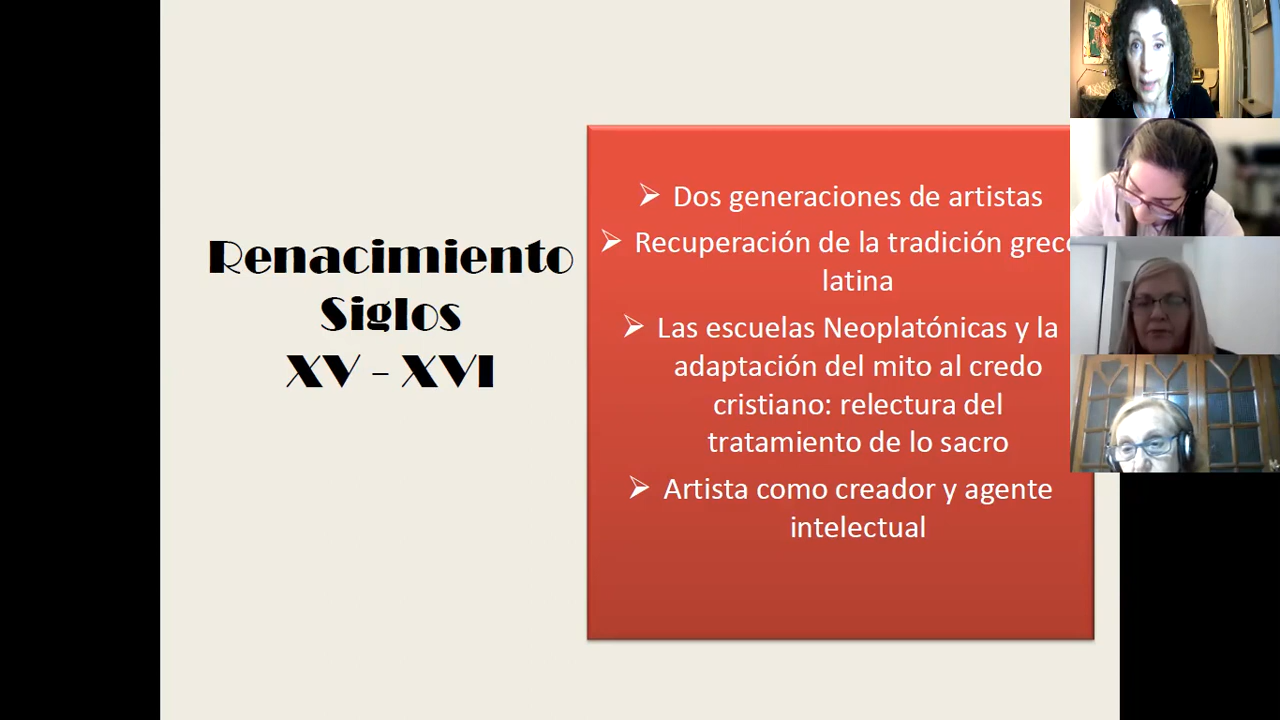 Renacimiento
Siglos
XV – XVI
Dos generaciones de artistas
Recuperación de la tradición greco
latina
Las escuelas Neoplatónicas y la
adaptación del mito al credo
cristiano: relectura del
tratamiento de lo sacro
Artista como creador y agente
intelectual